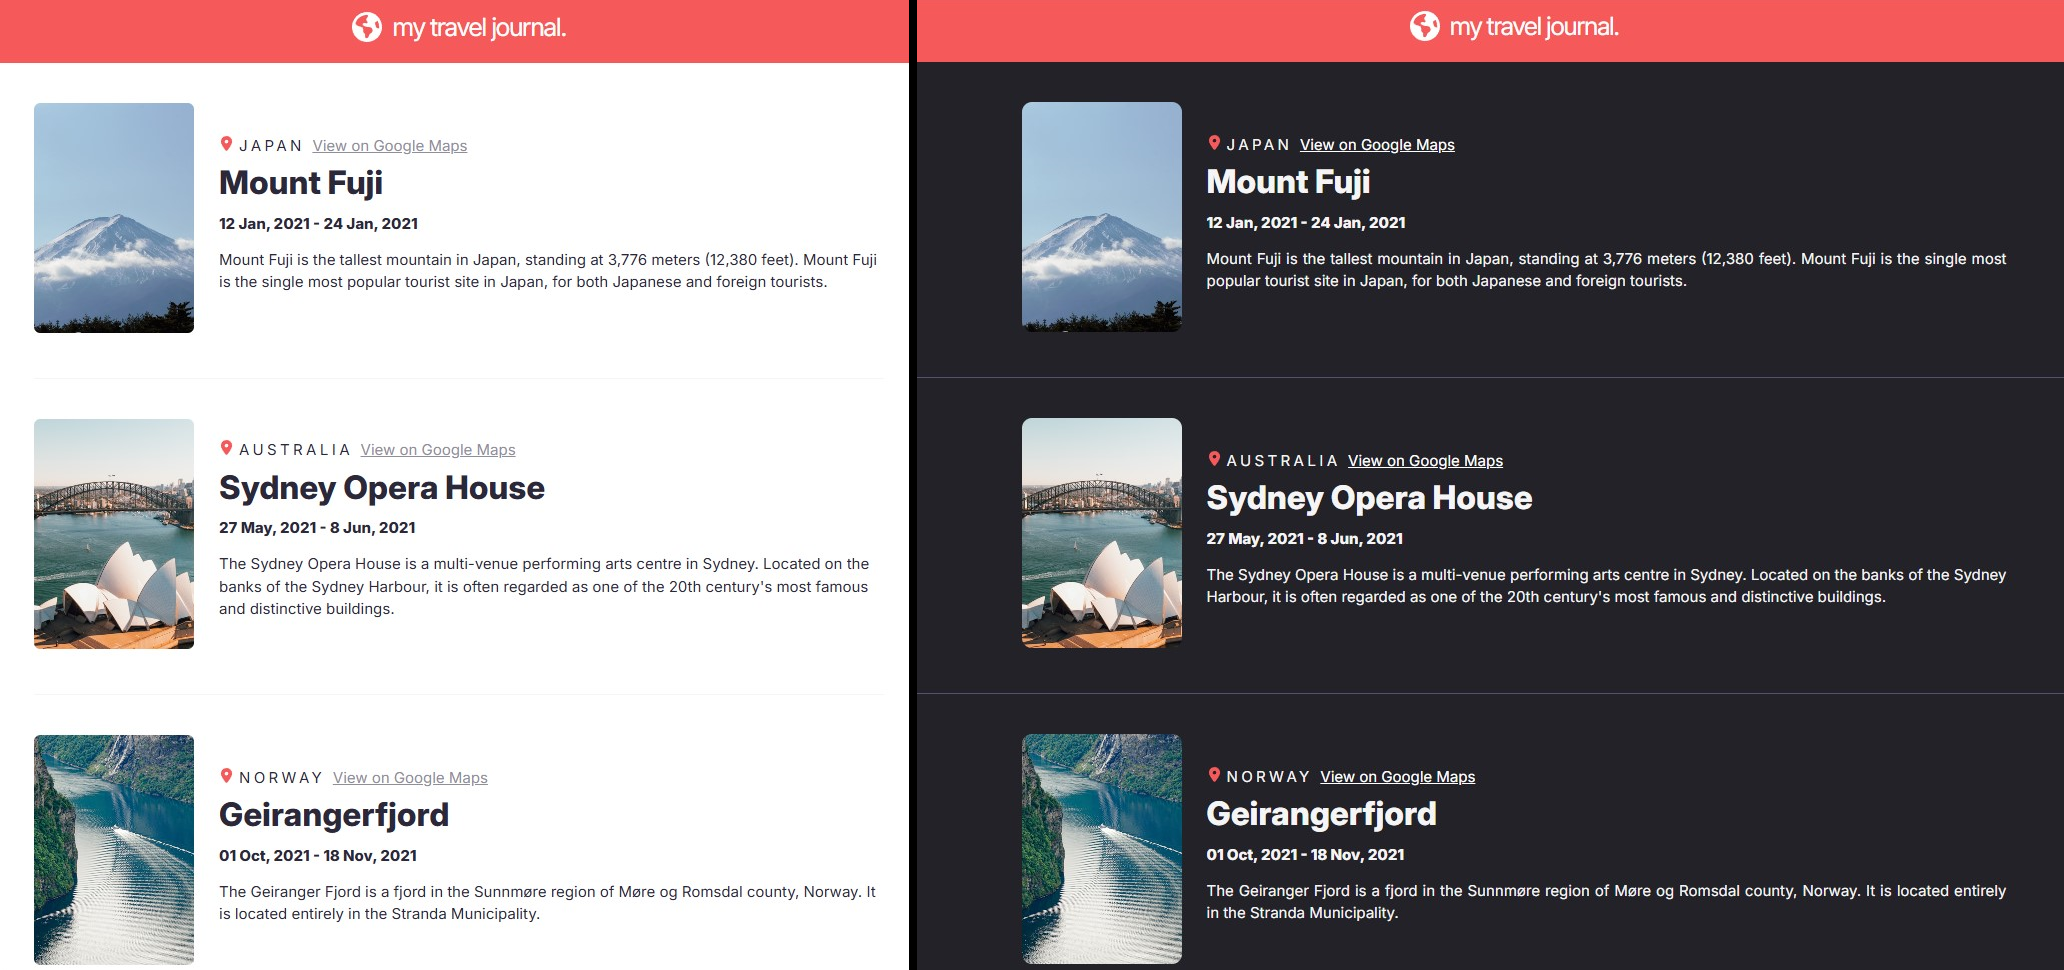 my travel journal.
JAPAN View on Google Maps
Mount Fuji
12 Jan, 2021 - 24 Jan, 2021
Mount Fuji is the tallest mountain in Japan, standing at 3,776 meters (12,380 feet). Mount Fuji
is the single most popular tourist site in Japan, for both Japanese and foreign tourists.
AUSTRALIA View on Google Maps
Sydney Opera House
27 May, 2021 - 8 Jun, 2021
The Sydney Opera House is a multi-venue performing arts centre in Sydney. Located on the
banks of the Sydney Harbour, it is often regarded as one of the 20th century's most famous
and distinctive buildings.
NORWAY View on Google Maps
Geirangerfjord
01 Oct, 2021 - 18 Nov, 2021
The Geiranger Fjord is a fjord in the Sunnmøre region of Møre og Romsdal county, Norway. It
is located entirely in the Stranda Municipality.
my travel journal.
JAPAN View on Google Maps
Mount Fuji
12 Jan, 2021 - 24 Jan, 2021
Mount Fuji is the tallest mountain in Japan, standing at 3,776 meters (12,380 feet). Mount Fuji is the single most
popular tourist site in Japan, for both Japanese and foreign tourists.
AUSTRALIA View on Google Maps
Sydney Opera House
27 May, 2021 - 8 Jun, 2021
The Sydney Opera House is a multi-venue performing arts centre in Sydney. Located on the banks of the Sydney
Harbour, it is often regarded as one of the 20th century's most famous and distinctive buildings.
NORWAY View on Google Maps
Geirangerfjord
01 Oct, 2021 - 18 Nov, 2021
The Geiranger Fjord is a fjord in the Sunnmøre region of Møre og Romsdal county, Norway. It is located entirely
in the Stranda Municipality.